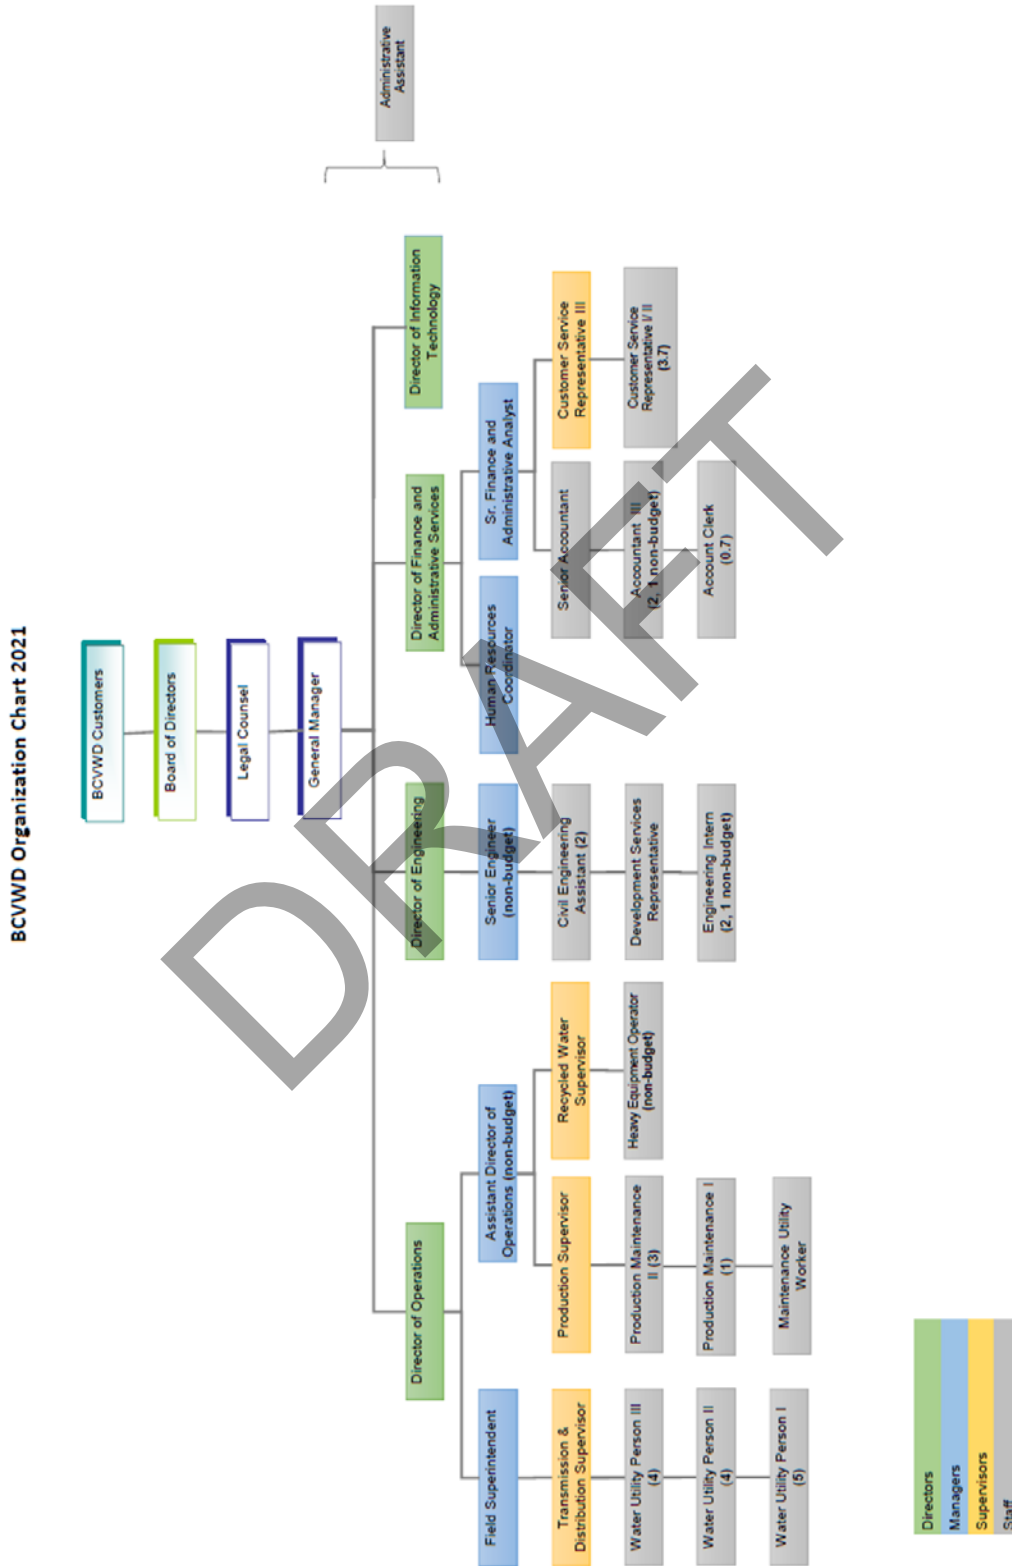 BCVWD Organization Chart 2021
BCVWD Customers
Board of Directors
Legal Counsel
General Manager
Administrative
Assistant
Director of Operations
Director of Engineering
Director of Finance and
Administrative Services
Director of Information
Technology
Field Superintendent
Assistant Director of
Operations (non-budget)
Senior Engineer
(non-budget)
Human Resources
Coordinator
Sr. Finance and
Administrative Analyst
Transmission &
Distribution Supervisor
Production Supervisor
Recycled Water
Supervisor
Civil Engineering
Assistant (2)
Senior Accountant
Customer Service
Representative III
Water Utility Person III
(4)
Production Maintenance
II (3)
Heavy Equipment Operator
(non-budget)
Development Services
Representative
Accountant III
(2, 1 non-budget)
Customer Service
Representative I/ II
(3.7)
Water Utility Person II
(4)
Production Maintenance I
(1)
Engineering Intern
(2, 1 non-budget)
Account Clerk
(0.7)
Water Utility Person I
(5)
Maintenance Utility
Worker
Directors
Managers
Supervisors
Staff
DRAFT